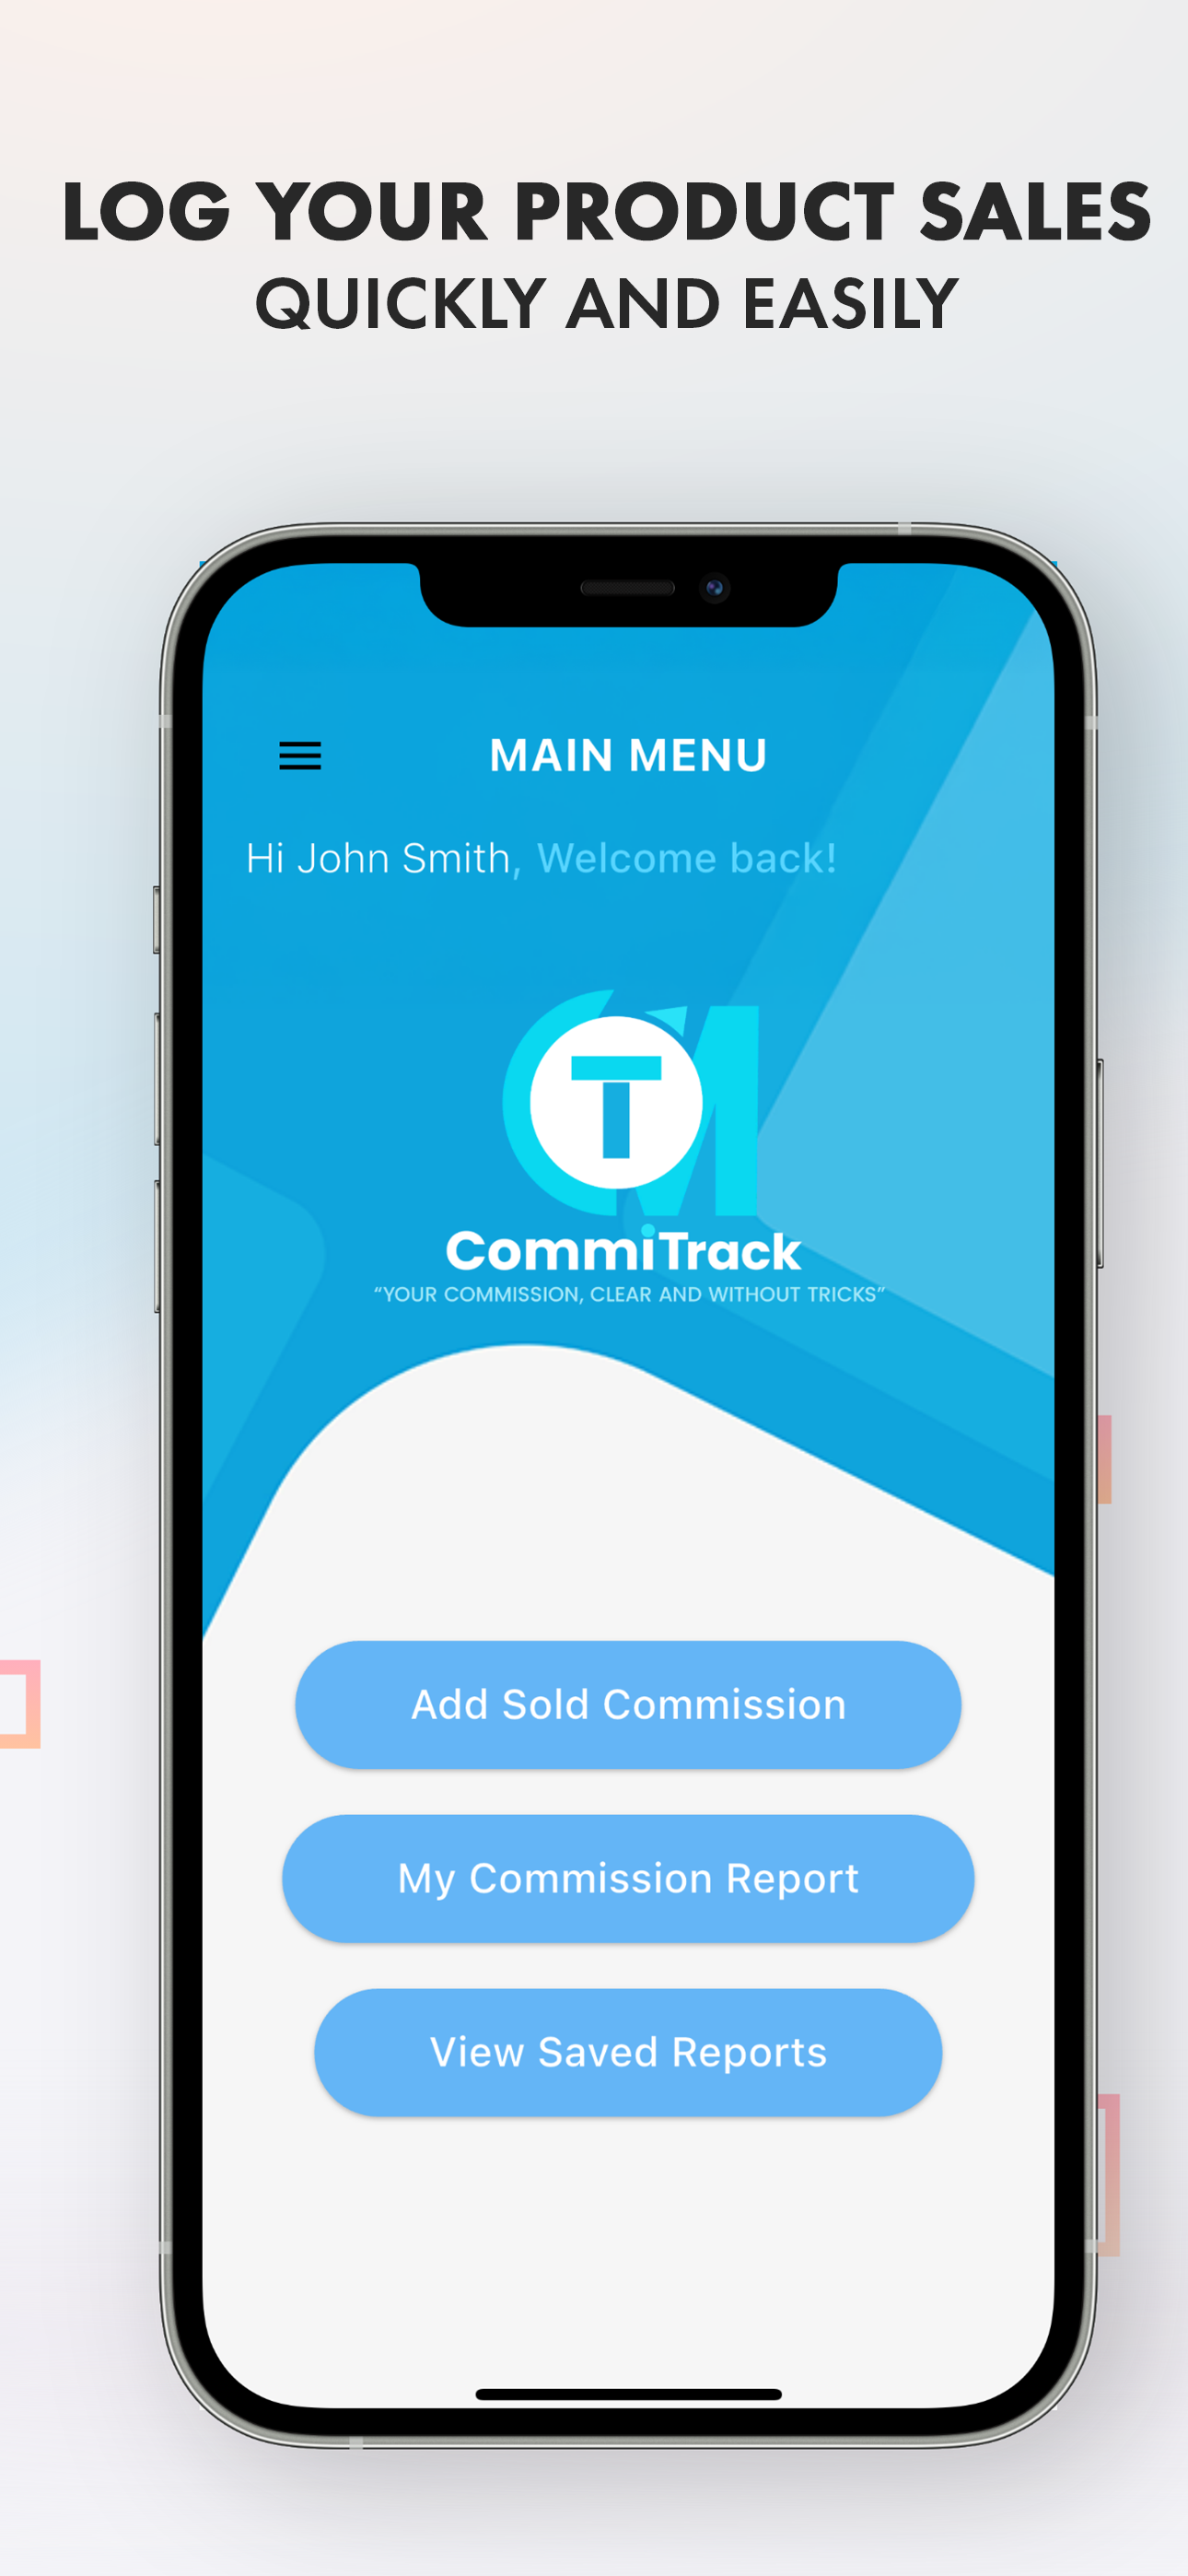 LOG YOUR PRODUCT SALES
QUICKLY AND EASILY
MAIN MENU
Hi John Smith, Welcome back!
T
CM
CommiTrack
“YOUR COMMISSION, CLEAR AND WITHOUT TRICKS”
Add Sold Commission
My Commission Report
View Saved Reports